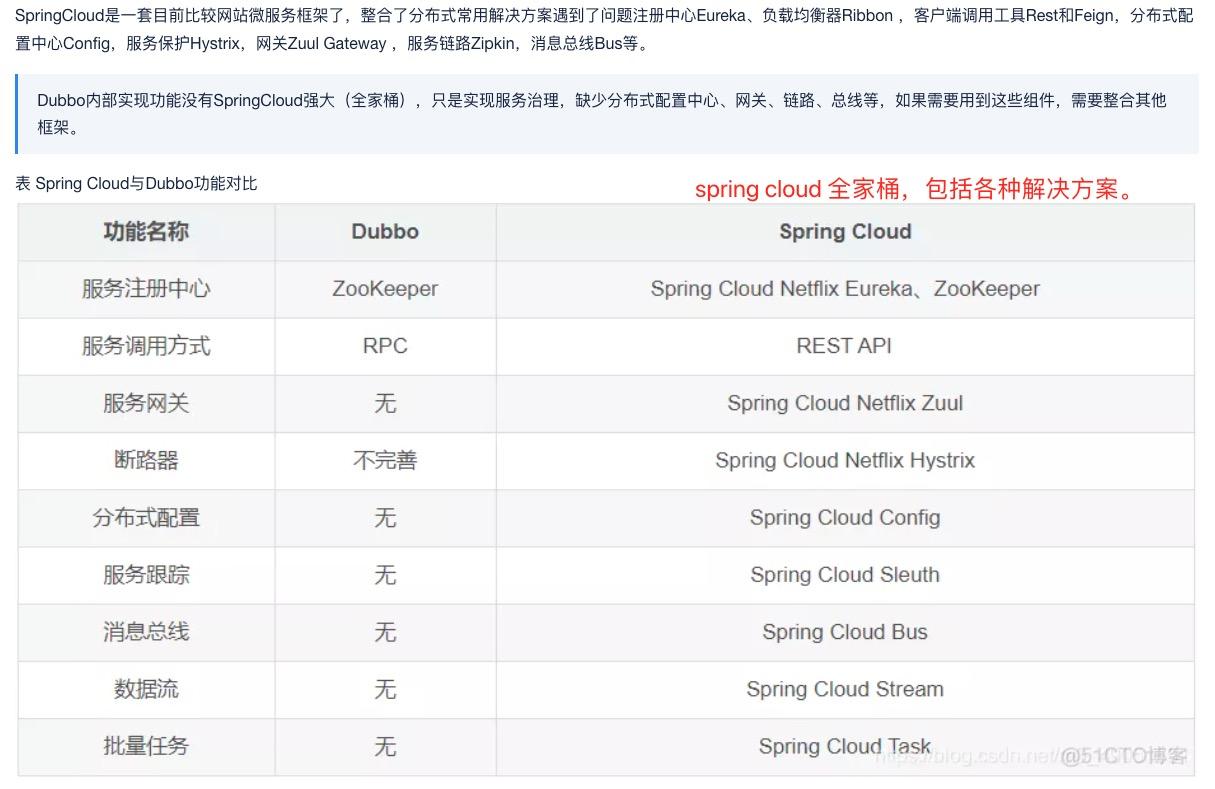 SpringCloud是一套目前比较网站微服务框架了，整合了分布式常用解决方案遇到了问题注册中心Eureka、负载均衡器Ribbon ，客户端调用工具Rest和Feign，分布式配
置中心Config，服务保护Hystrix，网关Zuul Gateway ，服务链路Zipkin，消息总线Bus等。
Dubbo内部实现功能没有SpringCloud强大（全家桶），只是实现服务治理，缺少分布式配置中心、网关、链路、总线等，如果需要用到这些组件，需要整合其他
框架。
表 Spring Cloud与Dubbo功能对比
spring cloud 全家桶，包括各种解决方案。
功能名称 Dubbo Spring Cloud
服务注册中心 ZooKeeper Spring Cloud Netflix Eureka、ZooKeeper
服务调用方式 RPC REST API
服务网关 无 Spring Cloud Netflix Zuul
断路器 不完善 Spring Cloud Netflix Hystrix
分布式配置 无 Spring Cloud Config
服务跟踪 无 Spring Cloud Sleuth
消息总线 无 Spring Cloud Bus
数据流 无 Spring Cloud Stream
批量任务 无 Spring Cloud Task
@51CTO博客